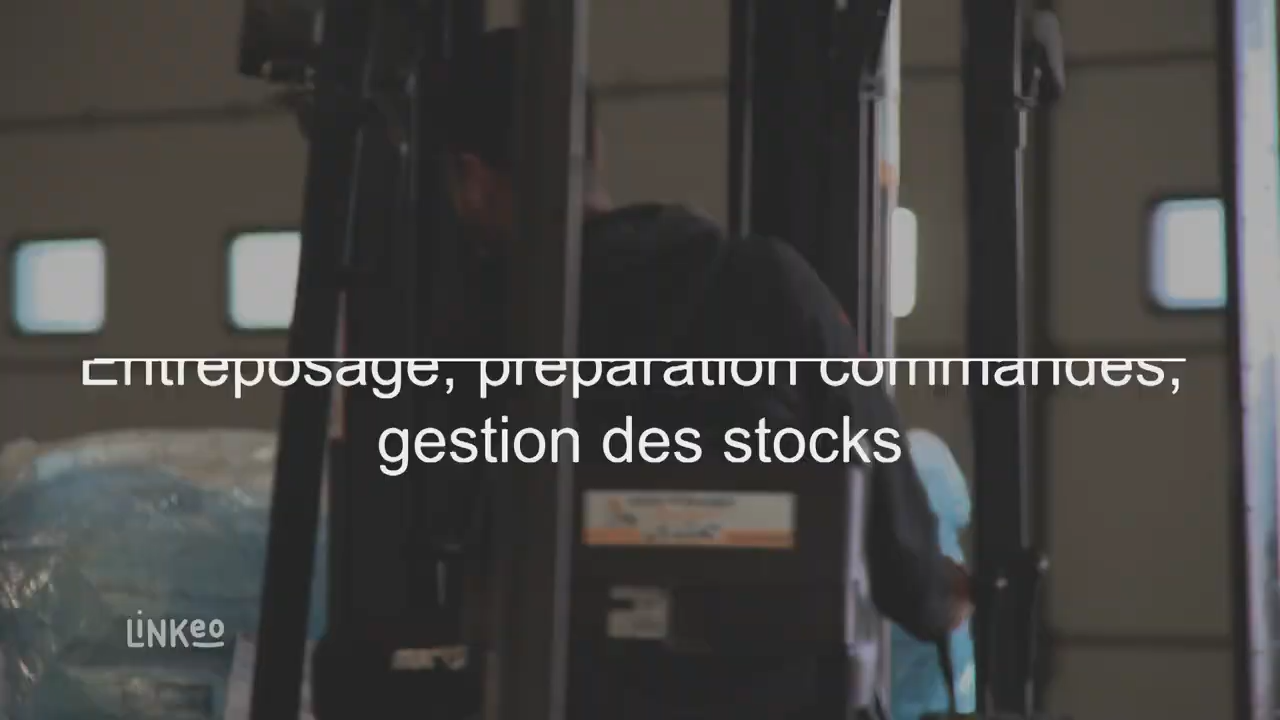 Entreposage, préparation commandes,
gestion des stocks
LINKeo